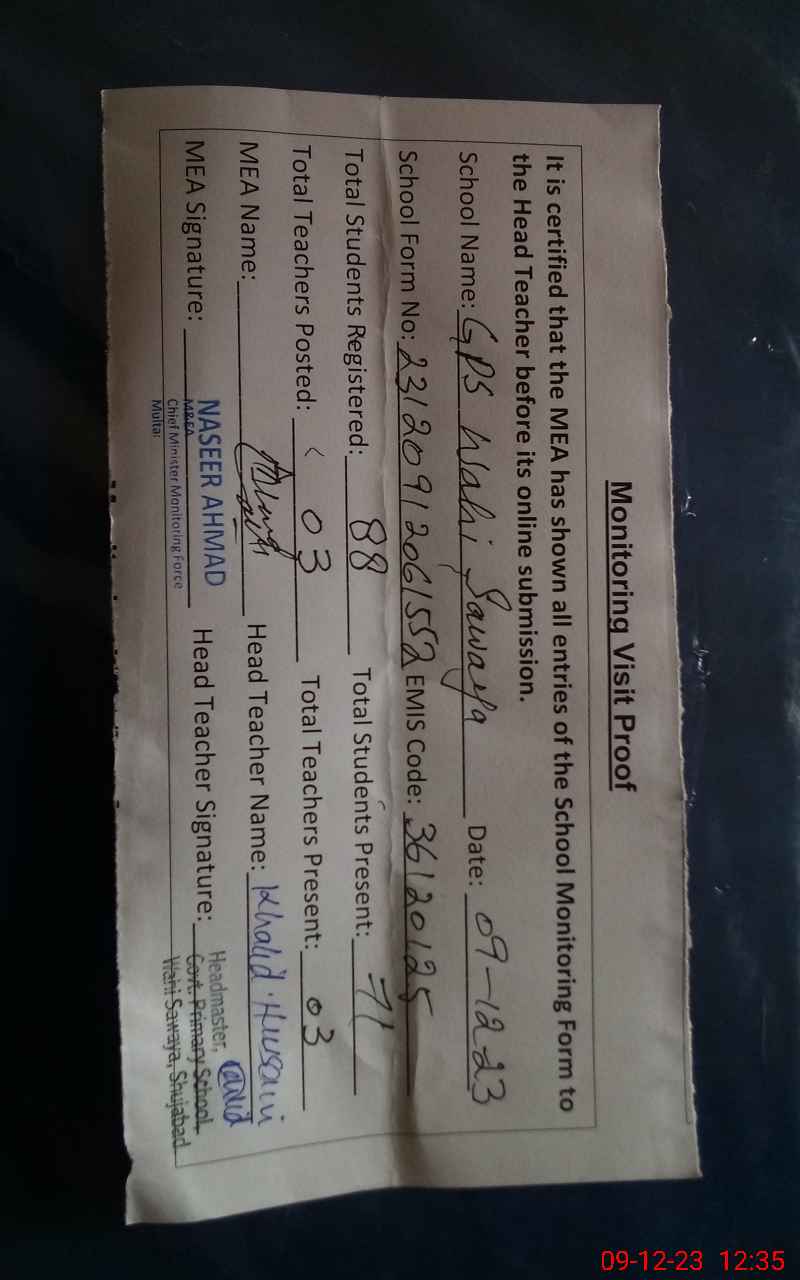 Monitoring Visit Proof
It is certified that the MEA has shown all entries of the School Monitoring Form to
the Head Teacher before its online submission.
School Name: GPS Wahi Sawaya Date: 09-12-23
School Form No: 23120912061552 EMIS Code: 36120125
Total Students Registered: 88 Total Students Present: 71
Total Teachers Posted: 03 Total Teachers Present: 03
MEA Name: Head Teacher Name: Khalid Hussain
MEA Signature: Head Teacher Signature:
NASEER AHMAD
M&EA
Chief Minister Monitoring Force
Multan
Headmaster,
Govt. Primary School
Wahi Sawaya, Shujabad
09-12-23 12:35